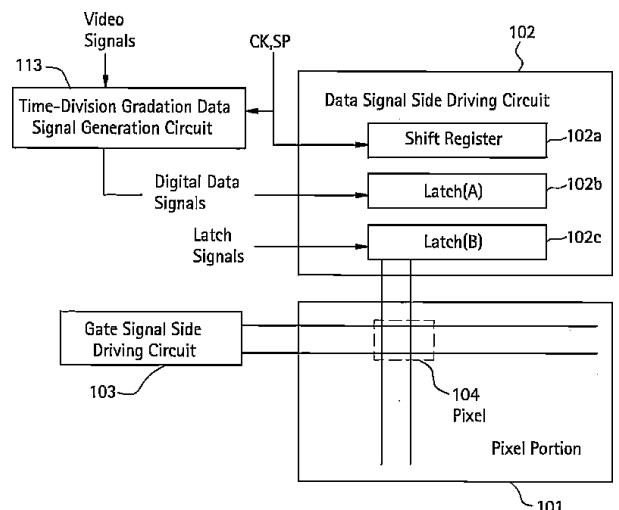 Video
Signals
CK,SP
102
113
Time-Division Gradation Data
Signal Generation Circuit
Data Signal Side Driving Circuit
Shift Register
102a
Digital Data
Signals
Latch(A)
102b
Latch
Signals
Latch(B)
102c
Gate Signal Side
Driving Circuit
103
104
Pixel
Pixel Portion
101